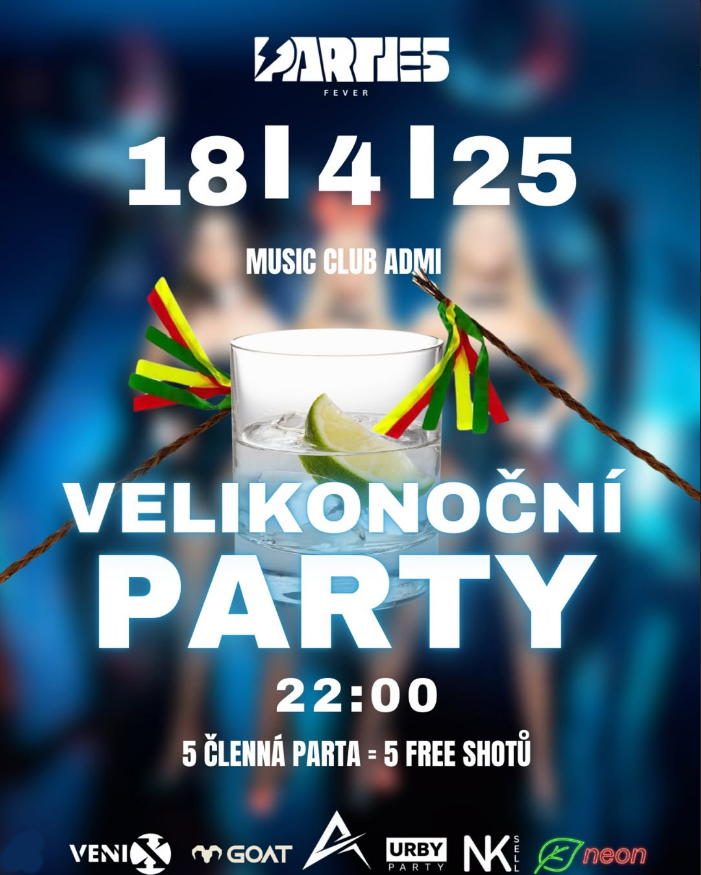 PARTIES
FEVER
18 | 4 | 25
MUSIC CLUB ADMI
VELIKONOČNÍ
PARTY
22:00
5 ČLENNÁ PARTA = 5 FREE SHOTŮ
VENIX GOAT URBY PARTY NK SELL neon